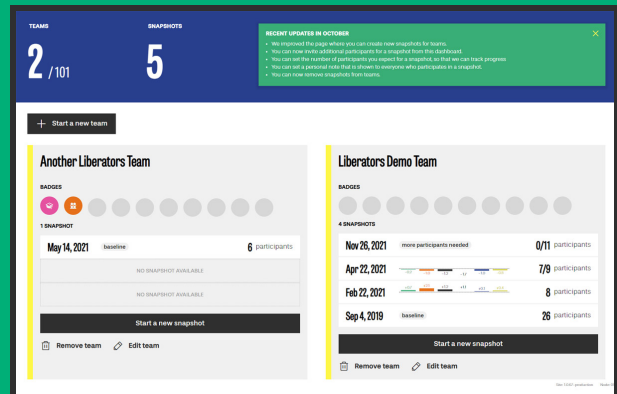 TEAMS
2 / 101
SNAPSHOTS
5
RECENT UPDATES IN OCTOBER
We improved the page where you can create new snapshots for teams.
You can now invite additional participants for a snapshot from this dashboard.
You can set the number of participants you expect for a snapshot, so that we can track progress
You can set a personal note that is shown to everyone who participates in a snapshot.
You can now remove snapshots from teams.
+ Start a new team
Another Liberators Team
BADGES
1 SNAPSHOT
May 14, 2021 baseline 6 participants
NO SNAPSHOT AVAILABLE
NO SNAPSHOT AVAILABLE
Start a new snapshot
Remove team Edit team
Liberators Demo Team
BADGES
4 SNAPSHOTS
Nov 26, 2021 more participants needed 0/11 participants
Apr 22, 2021 7/9 participants
Feb 22, 2021 8 participants
Sep 4, 2019 baseline 26 participants
Start a new snapshot
Remove team Edit team